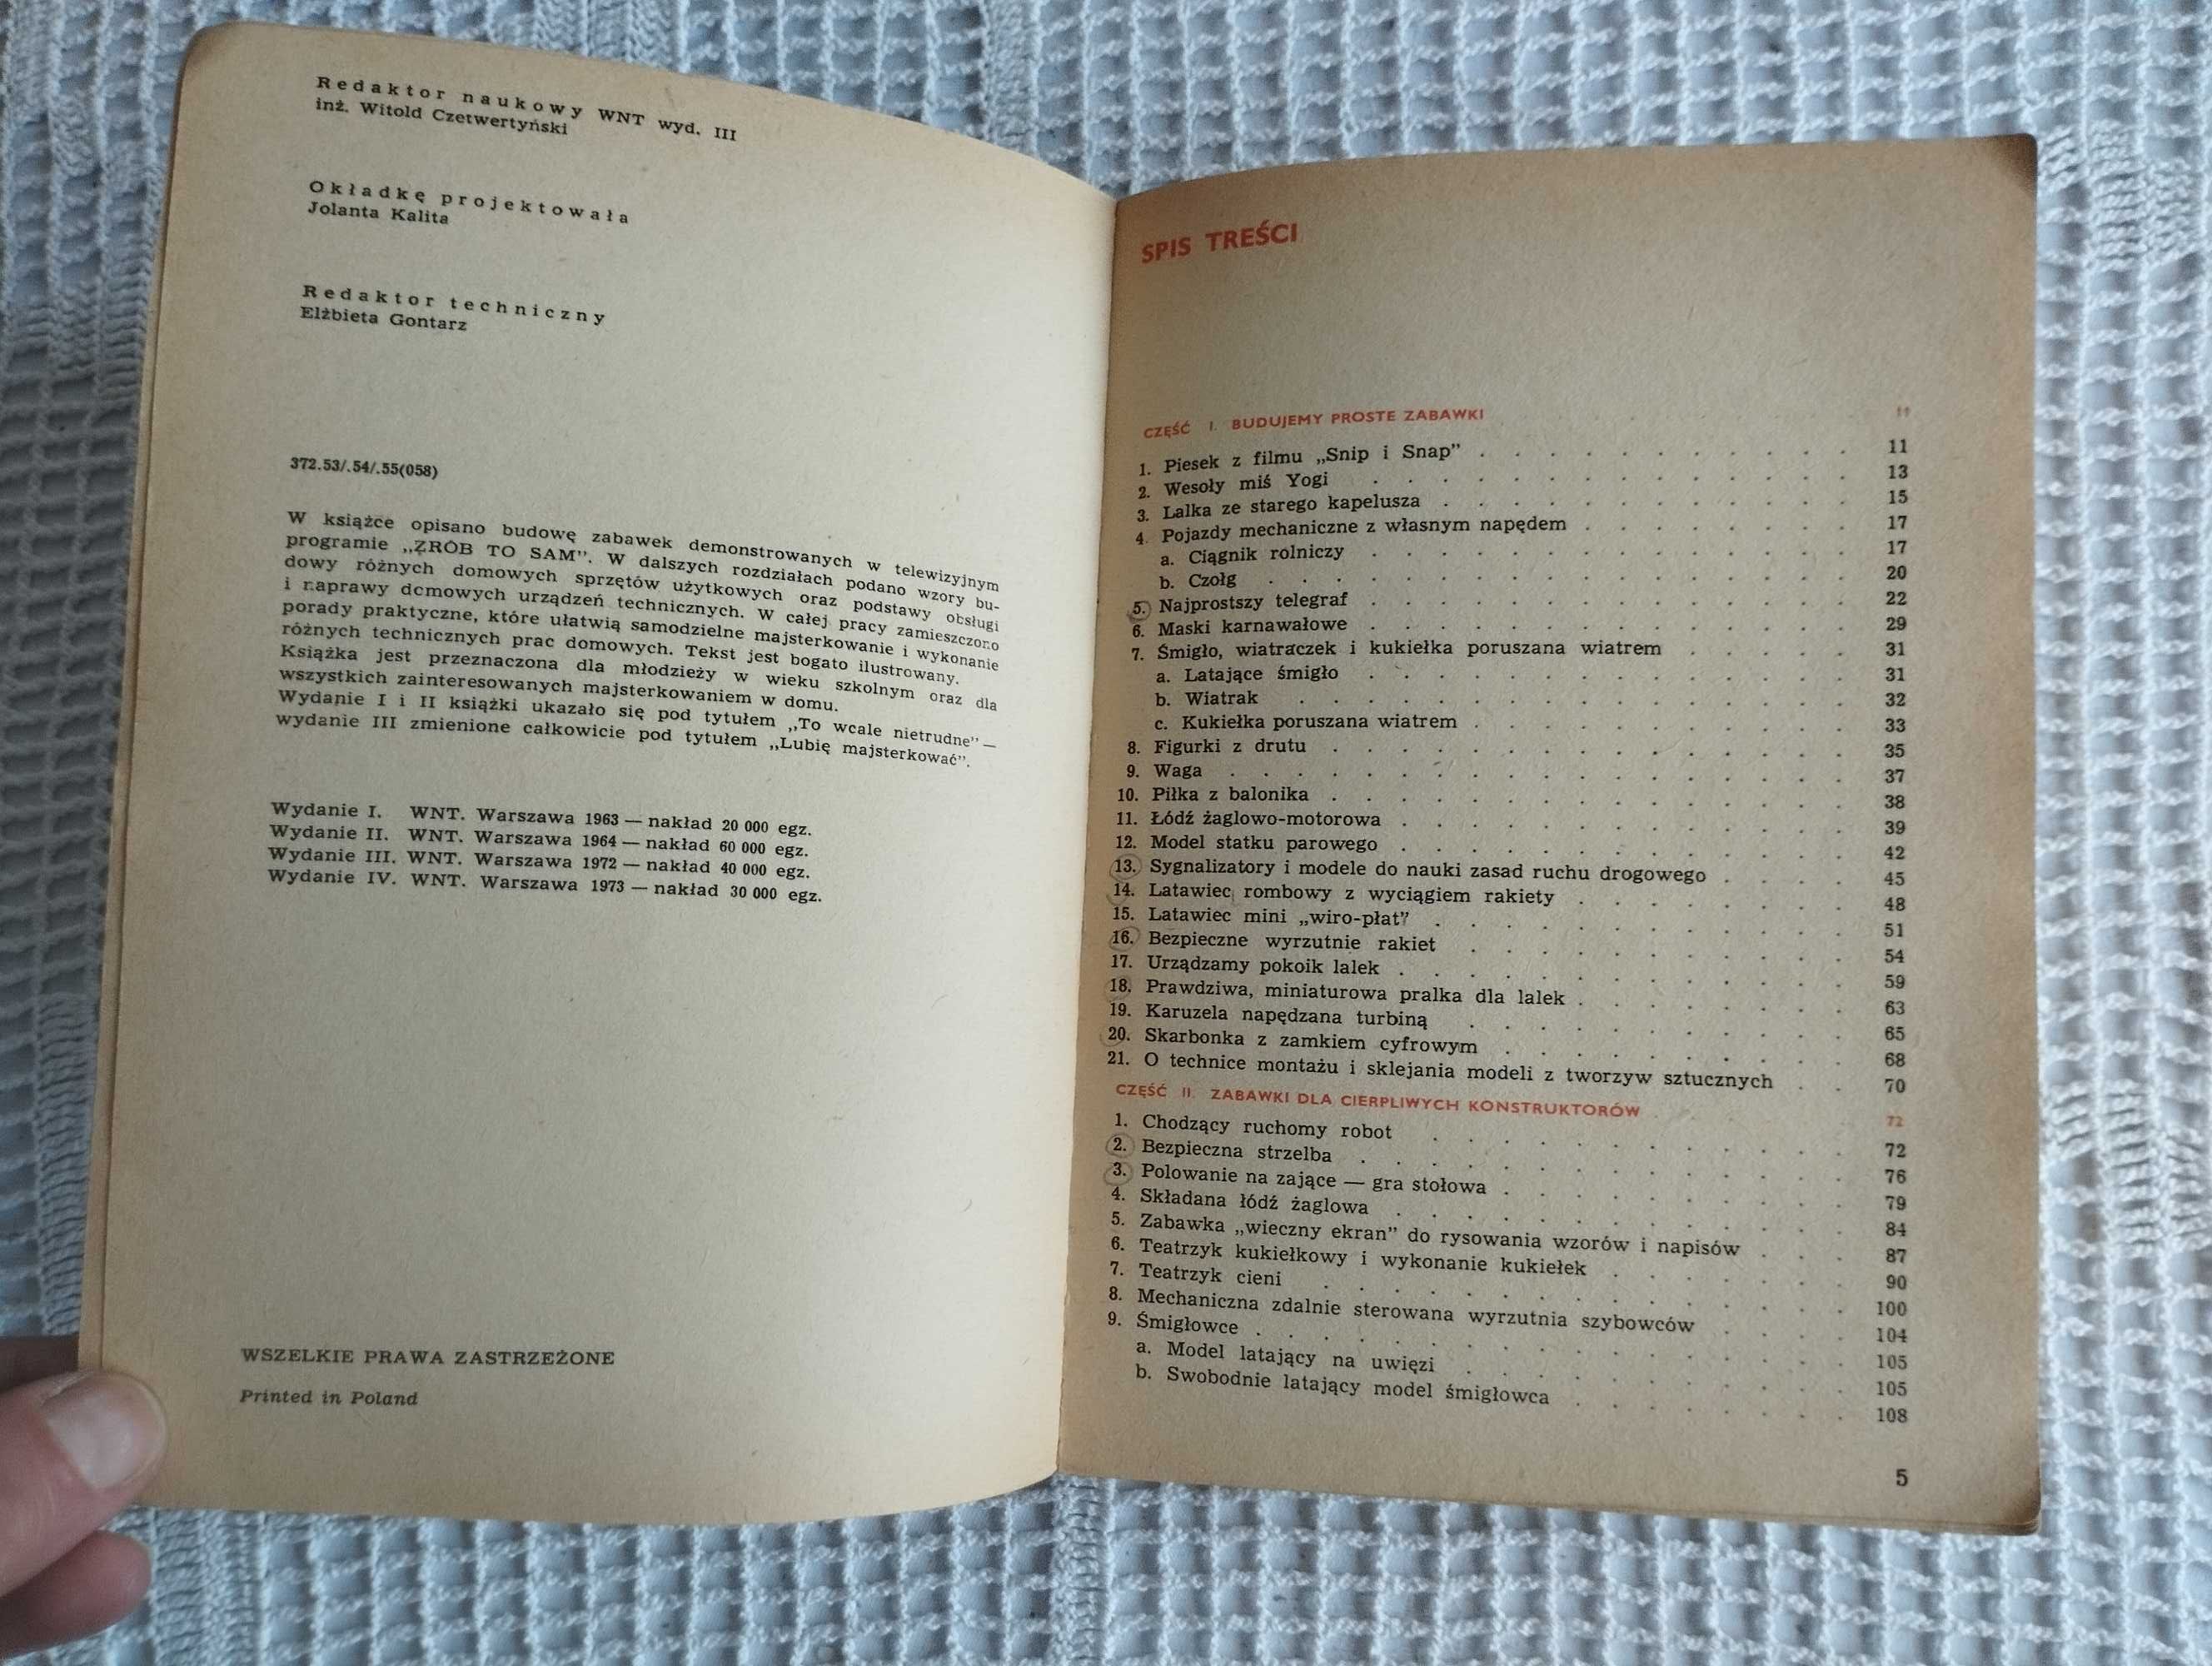 Redaktor naukowy WNT wyd. III
inż. Witold Czetwertyński
Okładkę projektowała
Jolanta Kalita
Redaktor techniczny
Elżbieta Gontarz
372.53/.54/.55(058)
W książce opisano budowę zabawek demonstrowanych w telewizyjnym
programie „ZRÓB TO SAM”. W dalszych rozdziałach podano wzory bu-
dowy różnych domowych sprzętów użytkowych oraz podstawy obsługi
i naprawy domowych urządzeń technicznych. W całej pracy zamieszczono
porady praktyczne, które ułatwią samodzielne majsterkowanie i wykonanie
różnych technicznych prac domowych. Tekst jest bogato ilustrowany.
Książka jest przeznaczona dla młodzieży w wieku szkolnym oraz dla
wszystkich zainteresowanych majsterkowaniem w domu.
Wydanie I i II książki ukazało się pod tytułem „To wcale nietrudne” —
wydanie III zmienione całkowicie pod tytułem „Lubię majsterkować”.
Wydanie I. WNT. Warszawa 1963 — nakład 20 000 egz.
Wydanie II. WNT. Warszawa 1964 — nakład 60 000 egz.
Wydanie III. WNT. Warszawa 1972 — nakład 40 000 egz.
Wydanie IV. WNT. Warszawa 1973 — nakład 30 000 egz.
WSZELKIE PRAWA ZASTRZEŻONE
Printed in Poland
SPIS TREŚCI
CZĘŚĆ I. BUDUJEMY PROSTE ZABAWKI . . . 11
1. Piesek z filmu „Snip i Snap” . . . 11
2. Wesoły miś Yogi . . . 13
3. Lalka ze starego kapelusza . . . 15
4. Pojazdy mechaniczne z własnym napędem . . . 17
a. Ciągnik rolniczy . . . 17
b. Czołg . . . 20
5. Najprostszy telegraf . . . 22
6. Maski karnawałowe . . . 29
7. Śmigło, wiatraczek i kukiełka poruszana wiatrem . . . 31
a. Latające śmigło . . . 31
b. Wiatrak . . . 32
c. Kukiełka poruszana wiatrem . . . 33
8. Figurki z drutu . . . 35
9. Waga . . . 37
10. Piłka z balonika . . . 38
11. Łódź żaglowo-motorowa . . . 39
12. Model statku parowego . . . 42
13. Sygnalizatory i modele do nauki zasad ruchu drogowego . . . 45
14. Latawiec rombowy z wyciągiem rakiety . . . 48
15. Latawiec mini „wiro-płat” . . . 51
16. Bezpieczne wyrzutnie rakiet . . . 54
17. Urządzamy pokoik lalek . . . 59
18. Prawdziwa, miniaturowa pralka dla lalek . . . 63
19. Karuzela napędzana turbiną . . . 65
20. Skarbonka z zamkiem cyfrowym . . . 68
21. O technice montażu i sklejania modeli z tworzyw sztucznych . . 70
CZĘŚĆ II. ZABAWKI DLA CIERPLIWYCH KONSTRUKTORÓW . . . 72
1. Chodzący ruchomy robot . . . 72
2. Bezpieczna strzelba . . . 76
3. Polowanie na zające — gra stołowa . . . 79
4. Składana łódź żaglowa . . . 84
5. Zabawka „wieczny ekran” do rysowania wzorów i napisów . . . 87
6. Teatrzyk kukiełkowy i wykonanie kukiełek . . . 90
7. Teatrzyk cieni . . . 100
8. Mechaniczna zdalnie sterowana wyrzutnia szybowców . . . 104
9. Śmigłowce . . . 105
a. Model latający na uwięzi . . . 105
b. Swobodnie latający model śmigłowca . . . 108
5